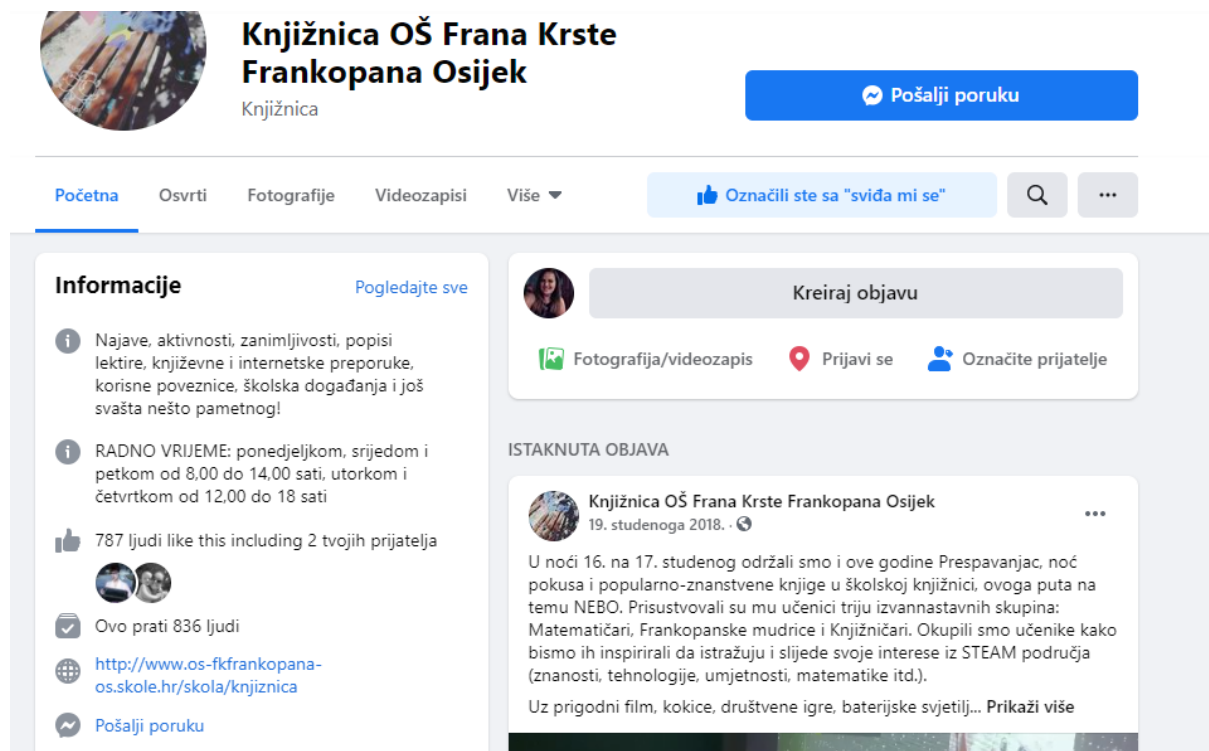 Knjižnica OŠ Frana Krste
Frankopana Osijek
Knjižnica
Pošalji poruku
Početna
Osvrti
Fotografije
Videozapisi
Više
Označili ste sa "sviđa mi se"
Informacije
Pogledajte sve
Najave, aktivnosti, zanimljivosti, popisi
lektire, književne i internetske preporuke,
korisne poveznice, školska događanja i još
svašta nešto pametnog!
RADNO VRIJEME: ponedjeljkom, srijedom i
petkom od 8,00 do 14,00 sati, utorkom i
četvrtkom od 12,00 do 18 sati
787 ljudi like this including 2 tvojih prijatelja
Ovo prati 836 ljudi
http://www.os-fkfrankopana-
os.skole.hr/skola/knjiznica
Pošalji poruku
Kreiraj objavu
Fotografija/videozapis
Prijavi se
Označite prijatelje
ISTAKNUTA OBJAVA
Knjižnica OŠ Frana Krste Frankopana Osijek
19. studenoga 2018. ·
U noći 16. na 17. studenog održali smo i ove godine Prespavanjac, noć
pokusa i popularno-znanstvene knjige u školskoj knjižnici, ovoga puta na
temu NEBO. Prisustvovali su mu učenici triju izvannastavnih skupina:
Matematičari, Frankopanske mudrice i Knjižničari. Okupili smo učenike kako
bismo ih inspirirali da istražuju i slijede svoje interese iz STEAM područja
(znanosti, tehnologije, umjetnosti, matematike itd.).
Uz prigodni film, kokice, društvene igre, baterijske svjetilj... Prikaži više